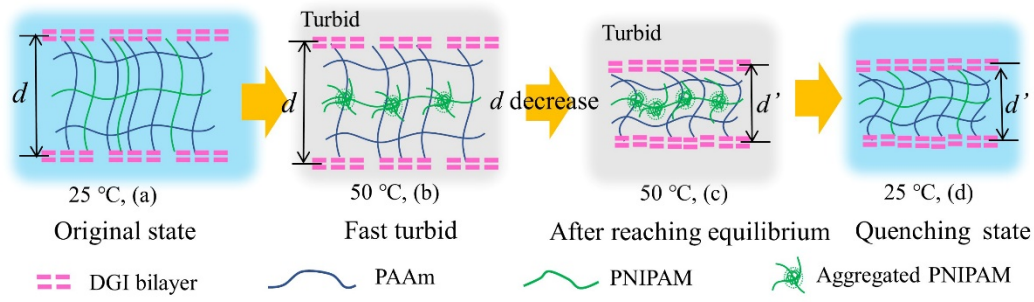 Turbid
Turbid
d
d
d decrease
d’
d’
25 °C, (a)
50 °C, (b)
50 °C, (c)
25 °C, (d)
Original state
Fast turbid
After reaching equilibrium
Quenching state
DGI bilayer
PAAm
PNIPAM
Aggregated PNIPAM